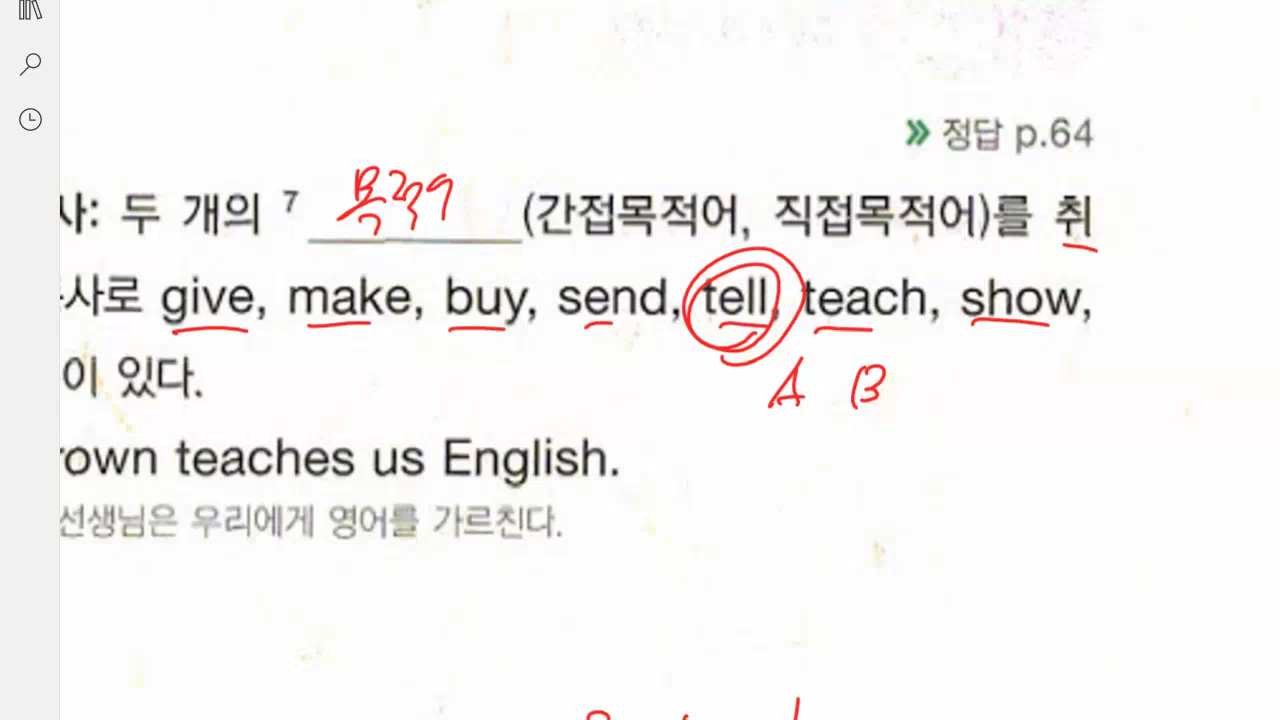 정답 p.64
사: 두 개의 7 목적어 (간접목적어, 직접목적어)를 취
사로 give, make, buy, send, tell, teach, show,
A B
이 있다.
rown teaches us English.
선생님은 우리에게 영어를 가르친다.